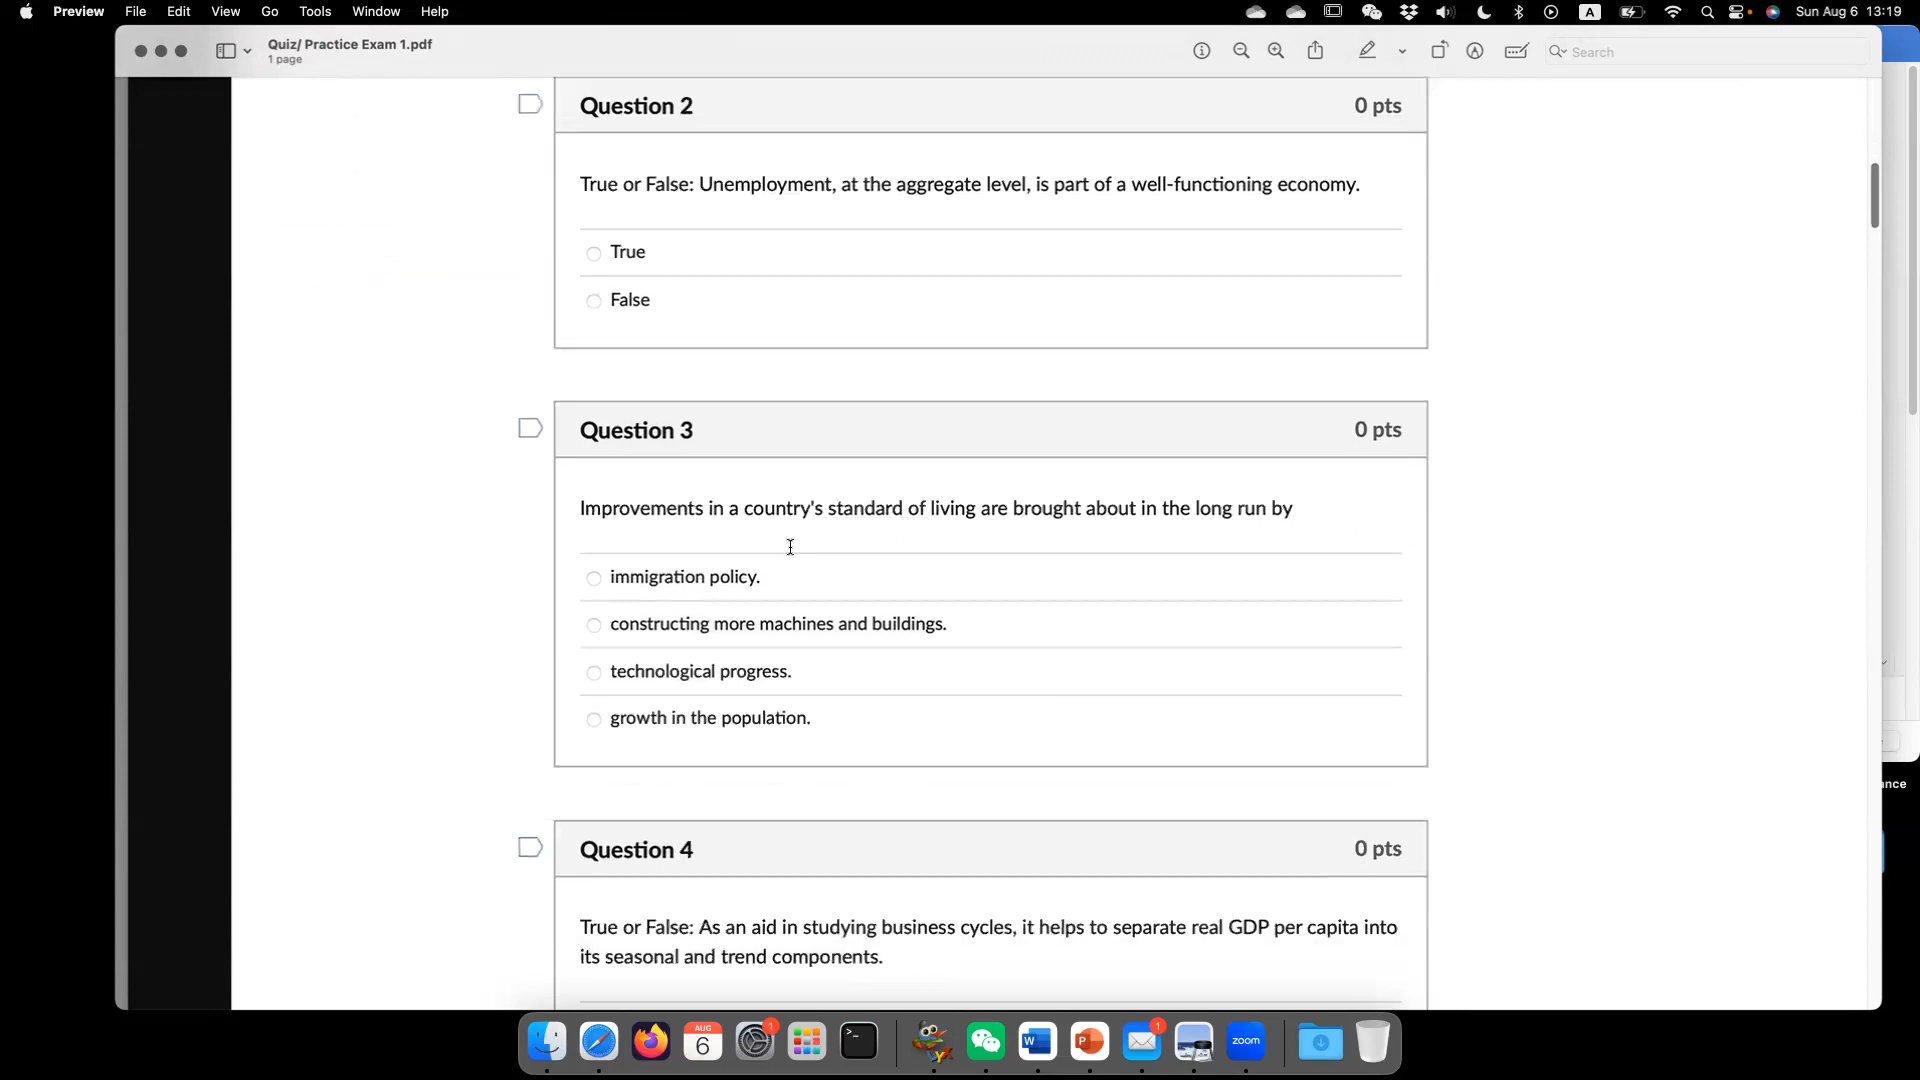 Preview File Edit View Go Tools Window Help A Sun Aug 6 13:19
Quiz/ Practice Exam 1.pdf
1 page
Search
Question 2 0 pts
True or False: Unemployment, at the aggregate level, is part of a well-functioning economy.
True
False
Question 3 0 pts
Improvements in a country's standard of living are brought about in the long run by
immigration policy.
constructing more machines and buildings.
technological progress.
growth in the population.
Question 4 0 pts
True or False: As an aid in studying business cycles, it helps to separate real GDP per capita into
its seasonal and trend components.
AUG
6
1
W
P
1
zoom